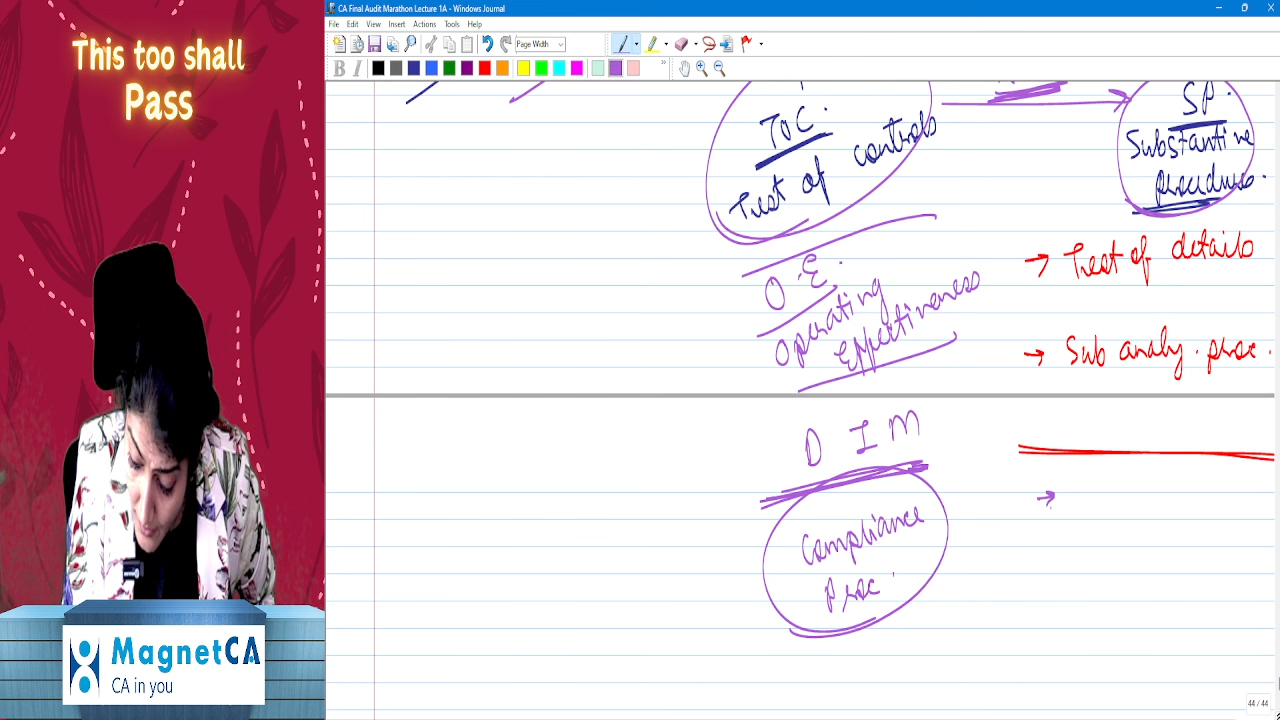 This too shall
Pass
CA Final Audit Marathon Lecture 1A - Windows Journal
File Edit View Insert Actions Tools Help
Page Width
B I
TOC.
Test of controls
SP.
Substantive
procedures.
O.E.
Operating
Effectiveness
→ Test of details
→ Sub analy. proc.
D I M
Compliance
proc.
→
MagnetCA
CA in you
44 / 44